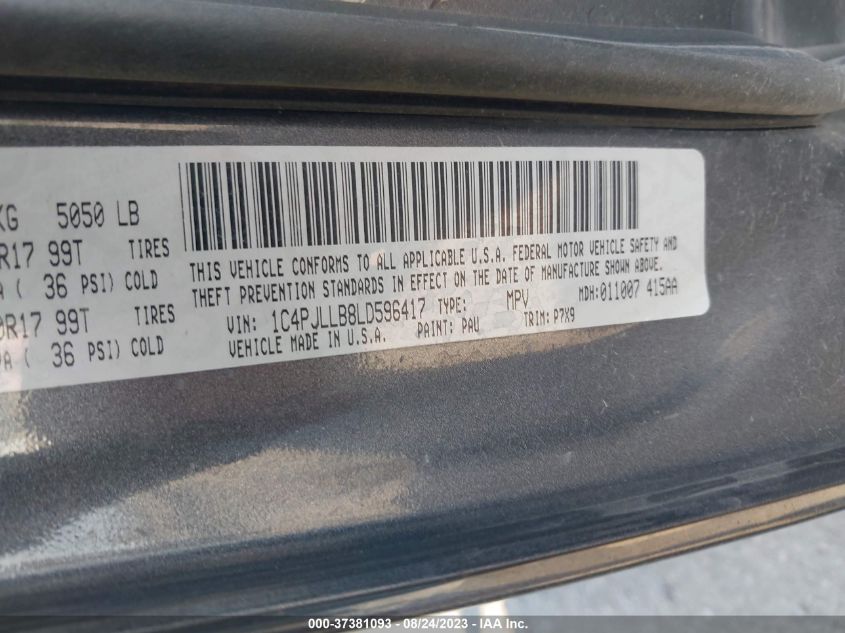 KG 5050 LB
R17 99T TIRES
A ( 36 PSI) COLD
0R17 99T TIRES
PA ( 36 PSI) COLD
THIS VEHICLE CONFORMS TO ALL APPLICABLE U.S.A. FEDERAL MOTOR VEHICLE SAFETY AND
THEFT PREVENTION STANDARDS IN EFFECT ON THE DATE OF MANUFACTURE SHOWN ABOVE.
VIN: 1C4PJLLB8LD596417 TYPE: MPV MDH:011007 415AA
VEHICLE MADE IN U.S.A. PAINT: PAU TRIM: P7X9
000-37381093 - 08/24/2023 - © IAA Inc.